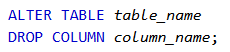 ALTER TABLE table_name
DROP COLUMN column_name;